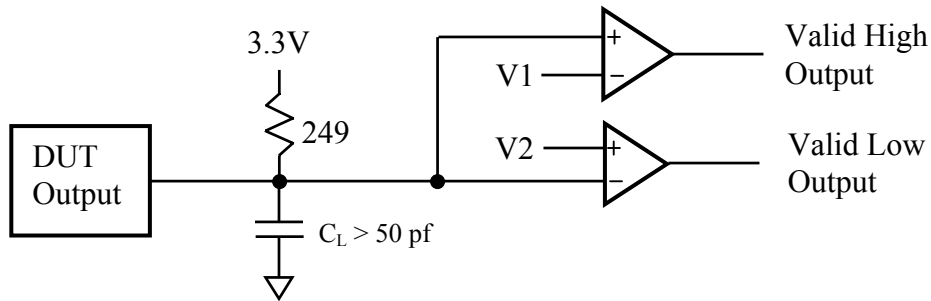 3.3V
249
DUT
Output
C_L > 50 pf
V1
+
−
V2
+
−
Valid High
Output
Valid Low
Output